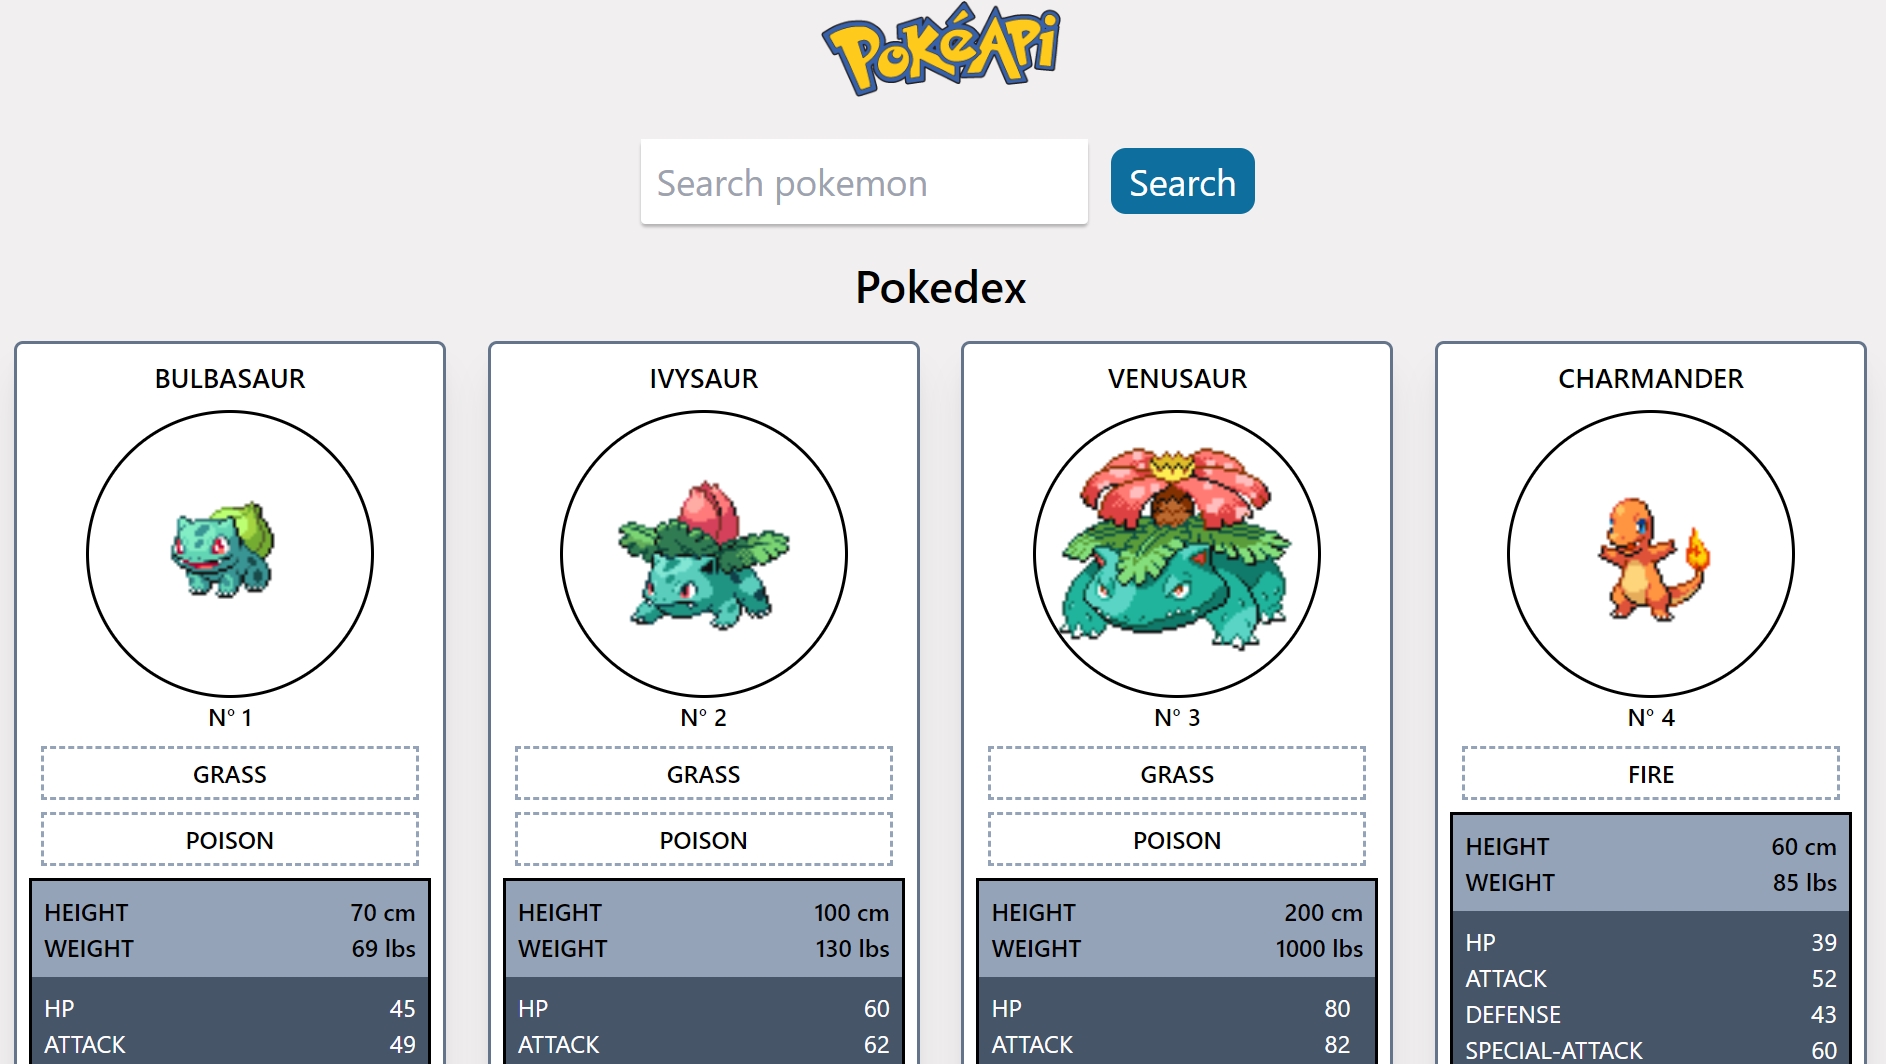 PokéApi
Search pokemon
Search
Pokedex
BULBASAUR
N° 1
GRASS
POISON
HEIGHT 70 cm
WEIGHT 69 lbs
HP 45
ATTACK 49
IVYSAUR
N° 2
GRASS
POISON
HEIGHT 100 cm
WEIGHT 130 lbs
HP 60
ATTACK 62
VENUSAUR
N° 3
GRASS
POISON
HEIGHT 200 cm
WEIGHT 1000 lbs
HP 80
ATTACK 82
CHARMANDER
N° 4
FIRE
HEIGHT 60 cm
WEIGHT 85 lbs
HP 39
ATTACK 52
DEFENSE 43
SPECIAL-ATTACK 60